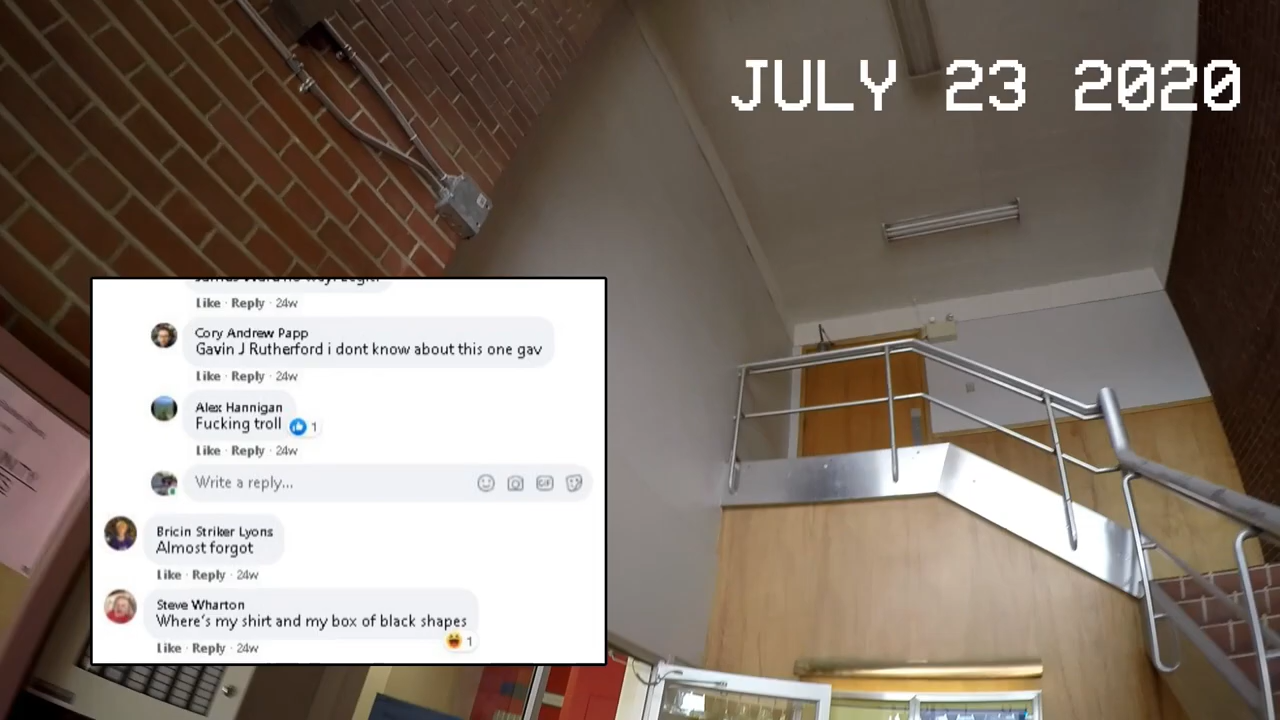 JULY 23 2020
Like · Reply · 24w
Cory Andrew Papp
Gavin J Rutherford i dont know about this one gav
Like · Reply · 24w
Alex Hannigan
Fucking troll
1
Like · Reply · 24w
Write a reply...
GIF
Bricin Striker Lyons
Almost forgot
Like · Reply · 24w
Steve Wharton
Where's my shirt and my box of black shapes
1
Like · Reply · 24w